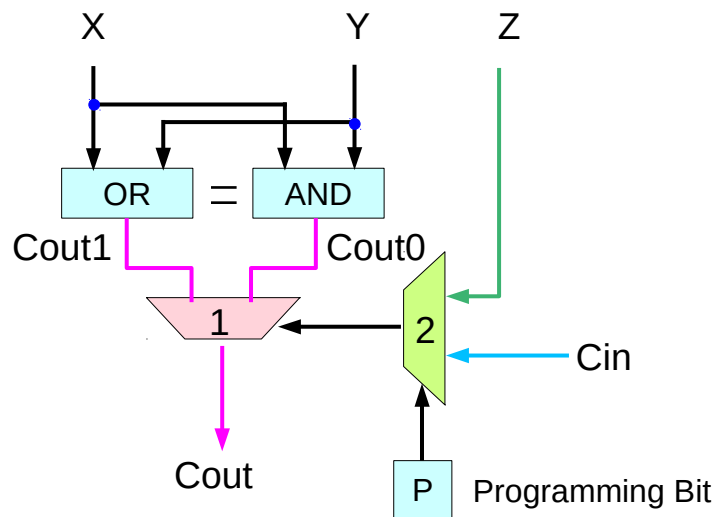 X Y Z
OR = AND
Cout1 Cout0
1 2
Cin
Cout
P Programming Bit